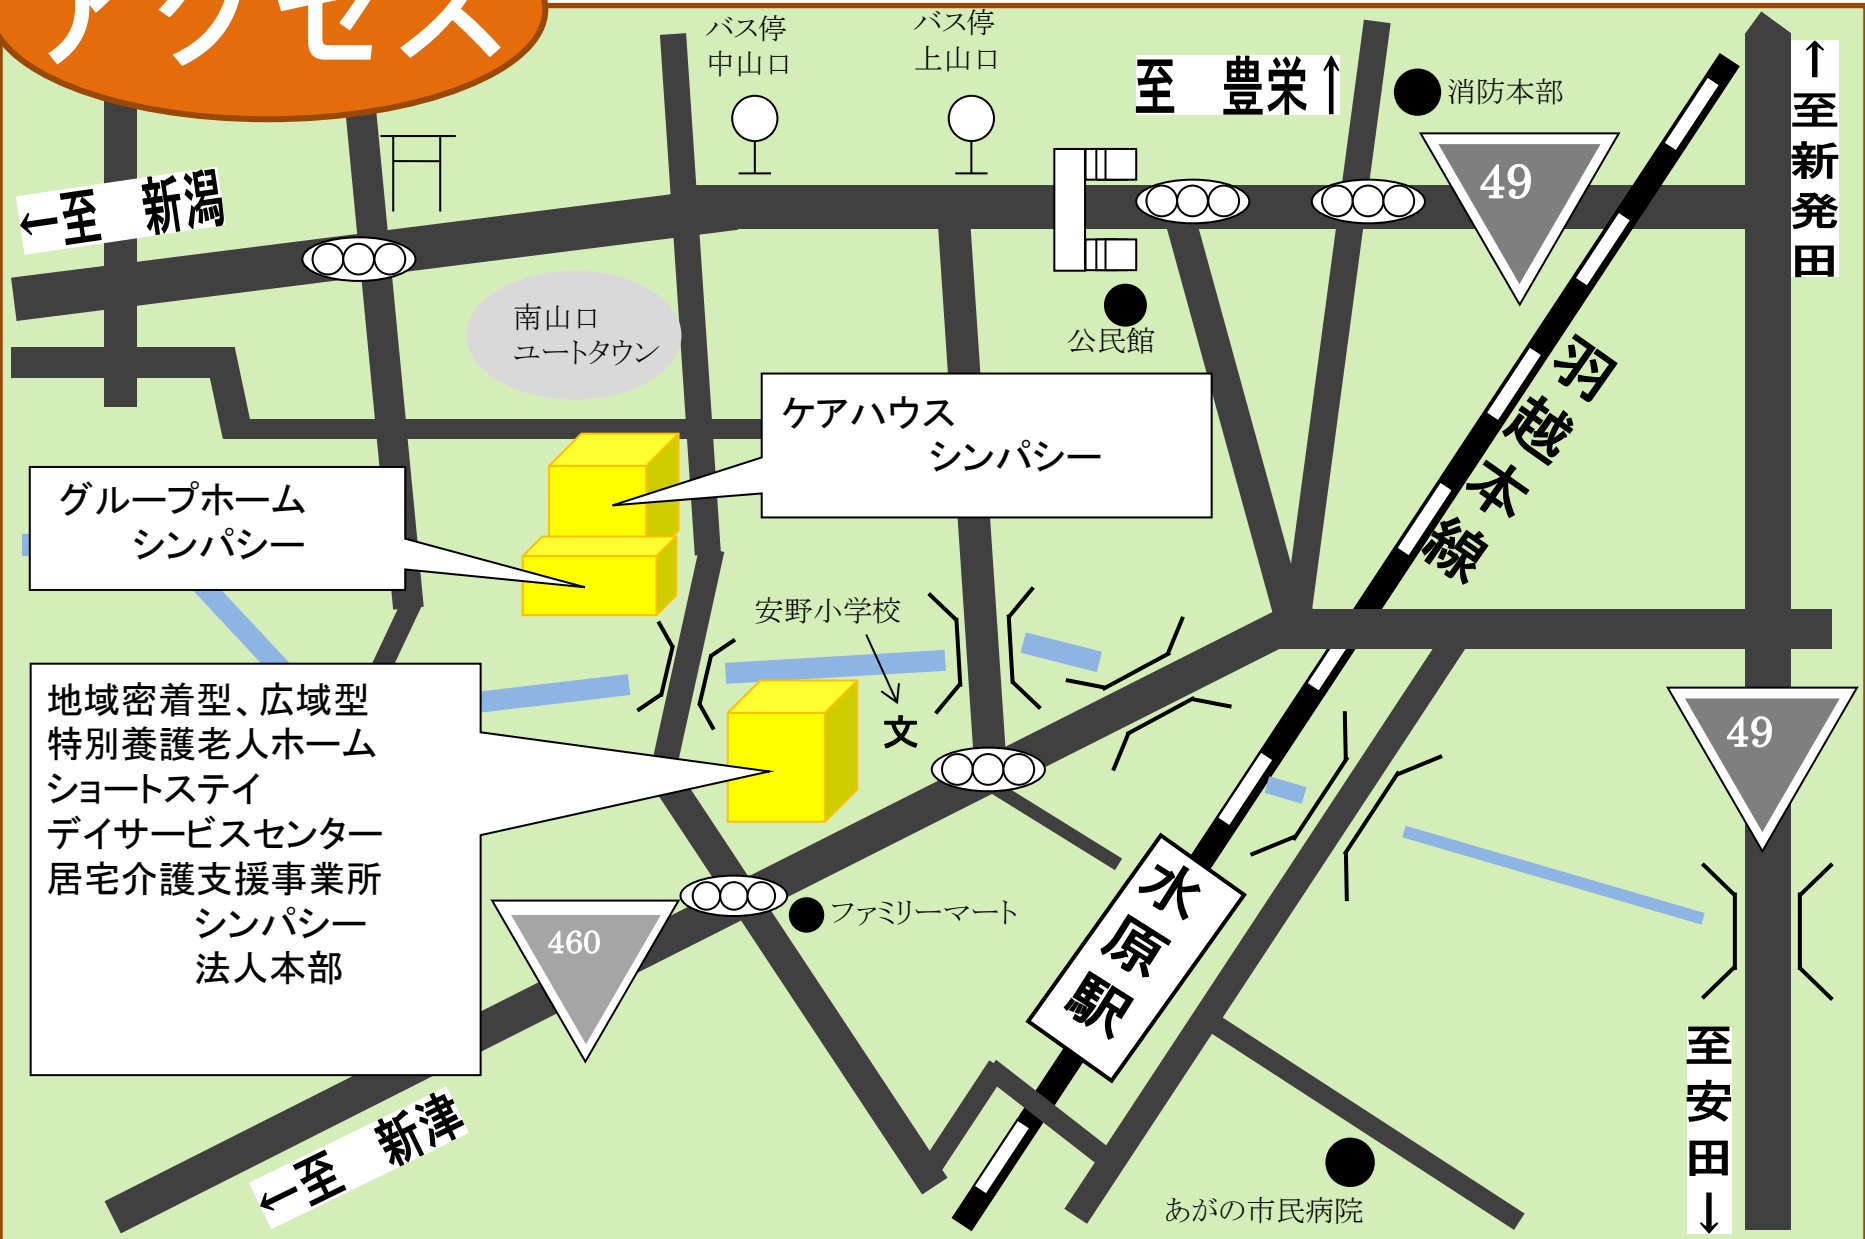 アクセス
バス停
中山口
バス停
上山口
至　豊栄↑
消防本部
↑至新発田
49
←至　新潟
南山口
ユートタウン
公民館
羽越本線
ケアハウス
シンパシー
グループホーム
シンパシー
安野小学校
文
地域密着型、広域型
特別養護老人ホーム
ショートステイ
デイサービスセンター
居宅介護支援事業所
シンパシー
法人本部
49
460
ファミリーマート
水原駅
←至　新津
あがの市民病院
至安田↓